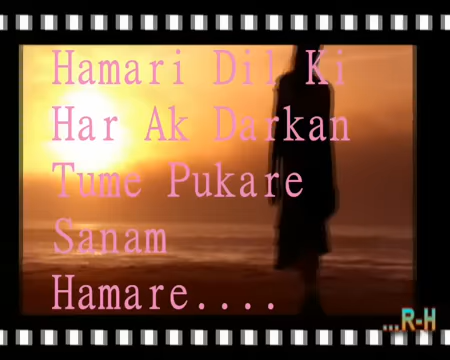 Hamari Dil Ki
Har Ak Darkan
Tume Pukare
Sanam
Hamare....
...R-H